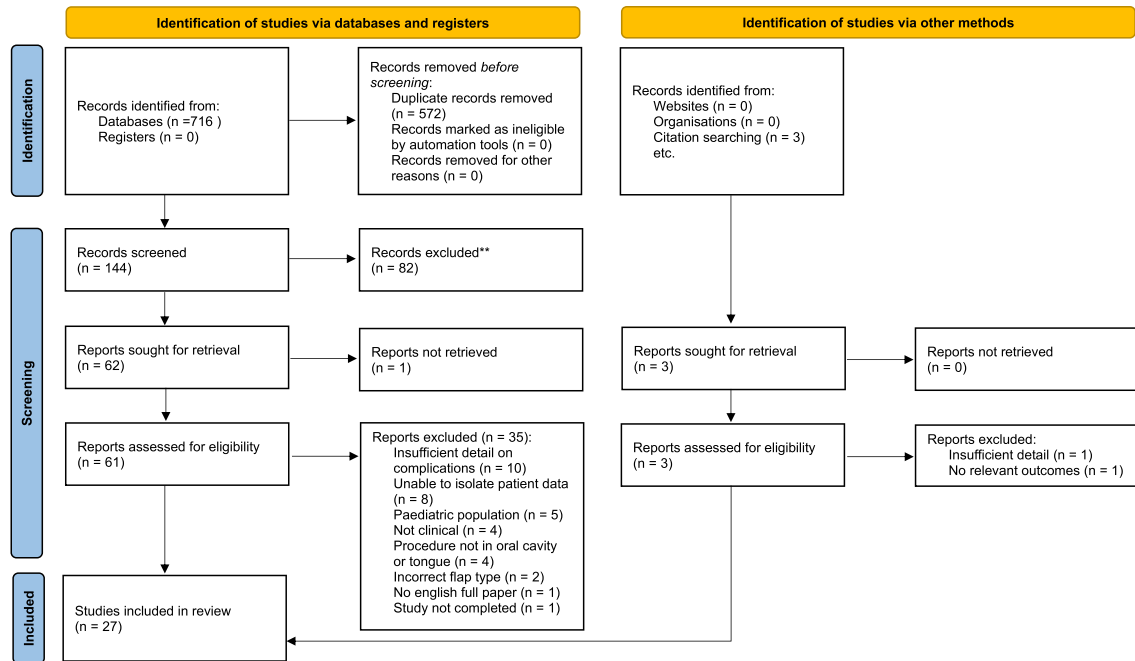 Identification of studies via databases and registers
Identification of studies via other methods
Identification
Records identified from:
Databases (n =716 )
Registers (n = 0)
Records removed before
screening:
Duplicate records removed
(n = 572)
Records marked as ineligible
by automation tools (n = 0)
Records removed for other
reasons (n = 0)
Records identified from:
Websites (n = 0)
Organisations (n = 0)
Citation searching (n = 3)
etc.
Screening
Records screened
(n = 144)
Records excluded**
(n = 82)
Reports sought for retrieval
(n = 62)
Reports not retrieved
(n = 1)
Reports sought for retrieval
(n = 3)
Reports not retrieved
(n = 0)
Reports assessed for eligibility
(n = 61)
Reports excluded (n = 35):
Insufficient detail on
complications (n = 10)
Unable to isolate patient data
(n = 8)
Paediatric population (n = 5)
Not clinical (n = 4)
Procedure not in oral cavity
or tongue (n = 4)
Incorrect flap type (n = 2)
No english full paper (n = 1)
Study not completed (n = 1)
Reports assessed for eligibility
(n = 3)
Reports excluded:
Insufficient detail (n = 1)
No relevant outcomes (n = 1)
Included
Studies included in review
(n = 27)